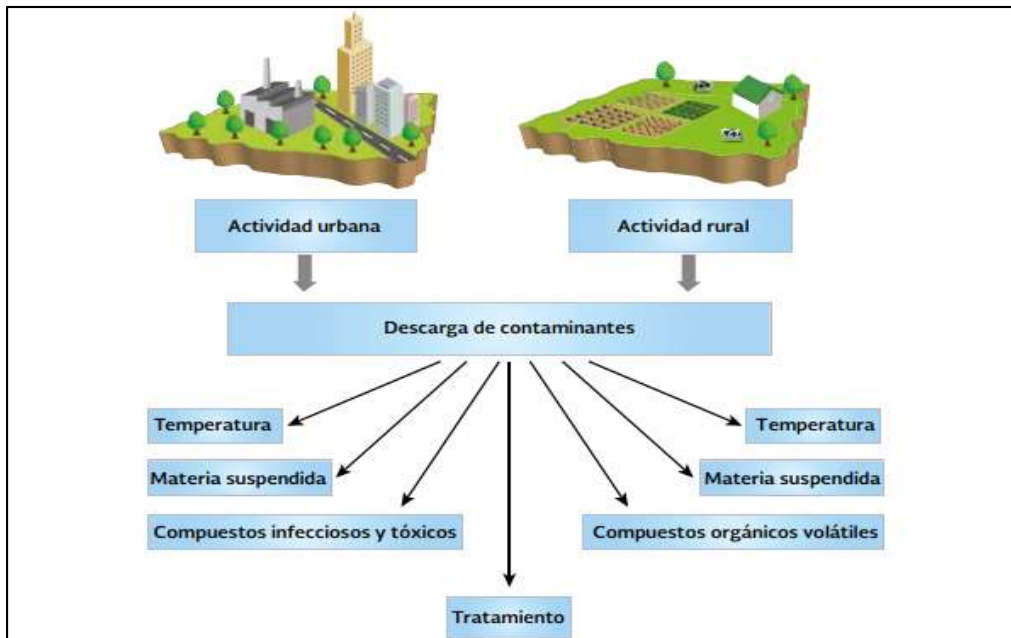 Actividad urbana
Actividad rural
Descarga de contaminantes
Temperatura
Temperatura
Materia suspendida
Materia suspendida
Compuestos infecciosos y tóxicos
Compuestos orgánicos volátiles
Tratamiento